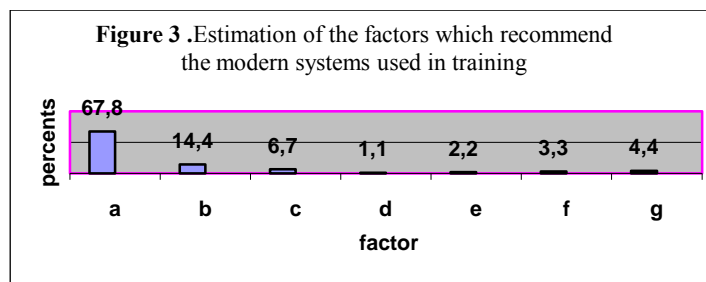 Figure 3 .Estimation of the factors which recommend
the modern systems used in training
67,8
14,4
6,7
1,1
2,2
3,3
4,4
percents
a b c d e f g
factor